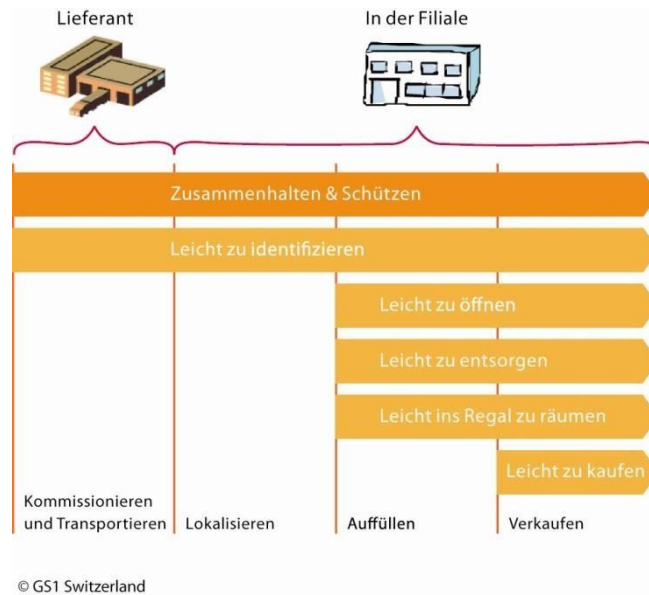 Lieferant
In der Filiale
Zusammenhalten & Schützen
Leicht zu identifizieren
Leicht zu öffnen
Leicht zu entsorgen
Leicht ins Regal zu räumen
Leicht zu kaufen
Kommissionieren
und Transportieren
Lokalisieren
Auffüllen
Verkaufen
© GS1 Switzerland